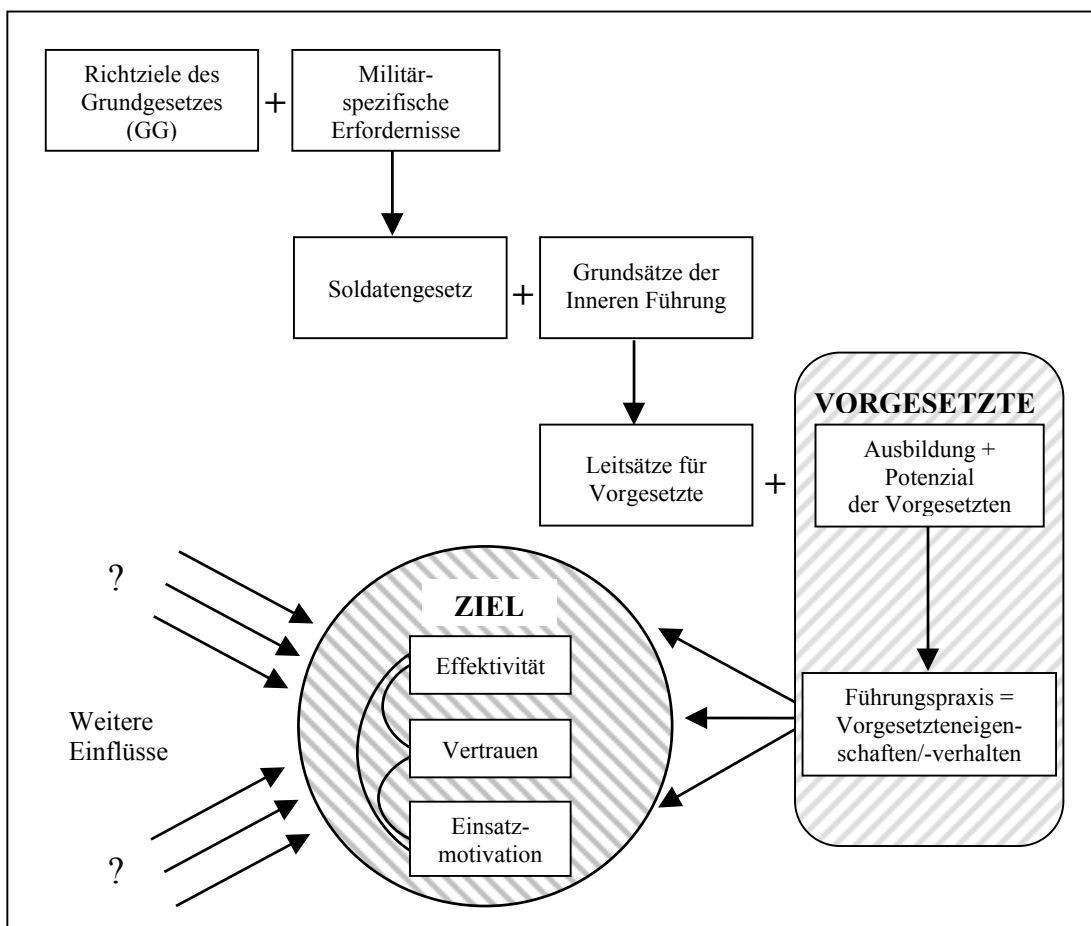 Richtziele des
Grundgesetzes
(GG)
+
Militär-
spezifische
Erfordernisse
Soldatengesetz
+
Grundsätze der
Inneren Führung
Leitsätze für
Vorgesetzte
+
VORGESETZTE
Ausbildung +
Potenzial
der Vorgesetzten
Führungspraxis =
Vorgesetzteneigen-
schaften/-verhalten
ZIEL
Effektivität
Vertrauen
Einsatz-
motivation
?
Weitere
Einflüsse
?